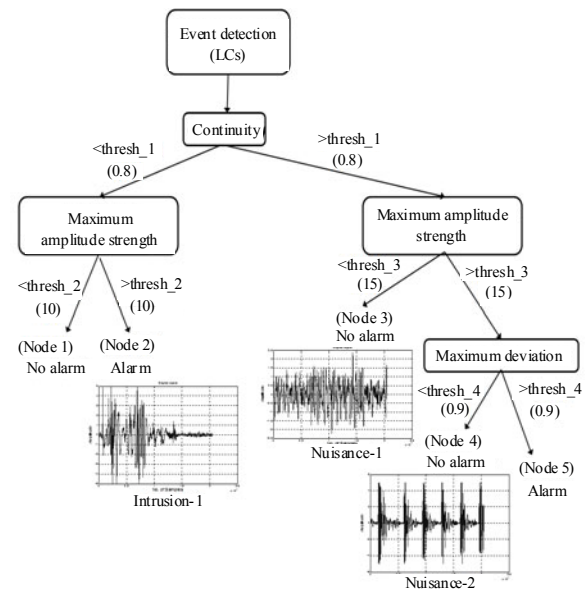 Event detection
(LCs)
Continuity
<thresh_1
(0.8)
>thresh_1
(0.8)
Maximum
amplitude strength
Maximum amplitude
strength
<thresh_2
(10)
>thresh_2
(10)
<thresh_3
(15)
>thresh_3
(15)
(Node 1)
No alarm
(Node 2)
Alarm
(Node 3)
No alarm
Maximum deviation
<thresh_4
(0.9)
>thresh_4
(0.9)
(Node 4)
No alarm
(Node 5)
Alarm
Intrusion-1
Nuisance-1
Nuisance-2